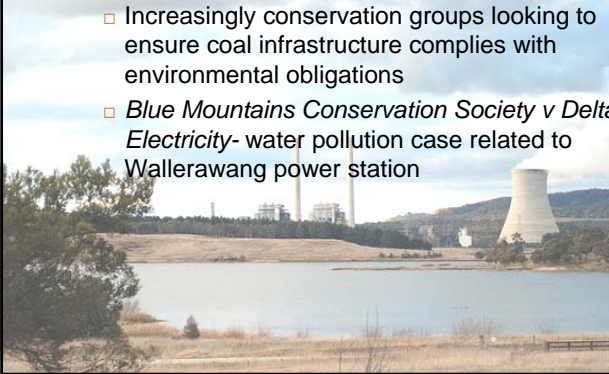 □ Increasingly conservation groups looking to
ensure coal infrastructure complies with
environmental obligations
□ Blue Mountains Conservation Society v Delta
Electricity- water pollution case related to
Wallerawang power station